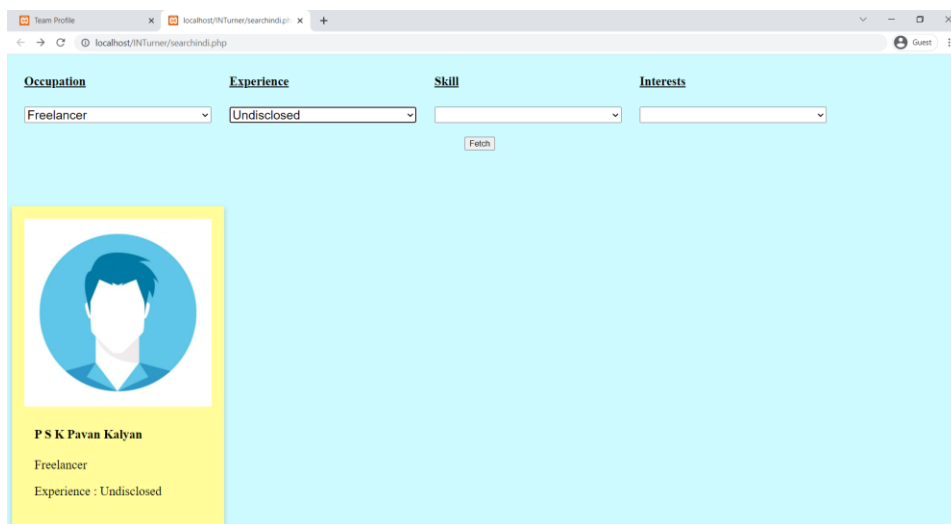 Team Profile
localhost/INTurner/searchindi.ph
localhost/INTurner/searchindi.php
Guest
Occupation Experience Skill Interests
Freelancer Undisclosed
Fetch
P S K Pavan Kalyan
Freelancer
Experience : Undisclosed